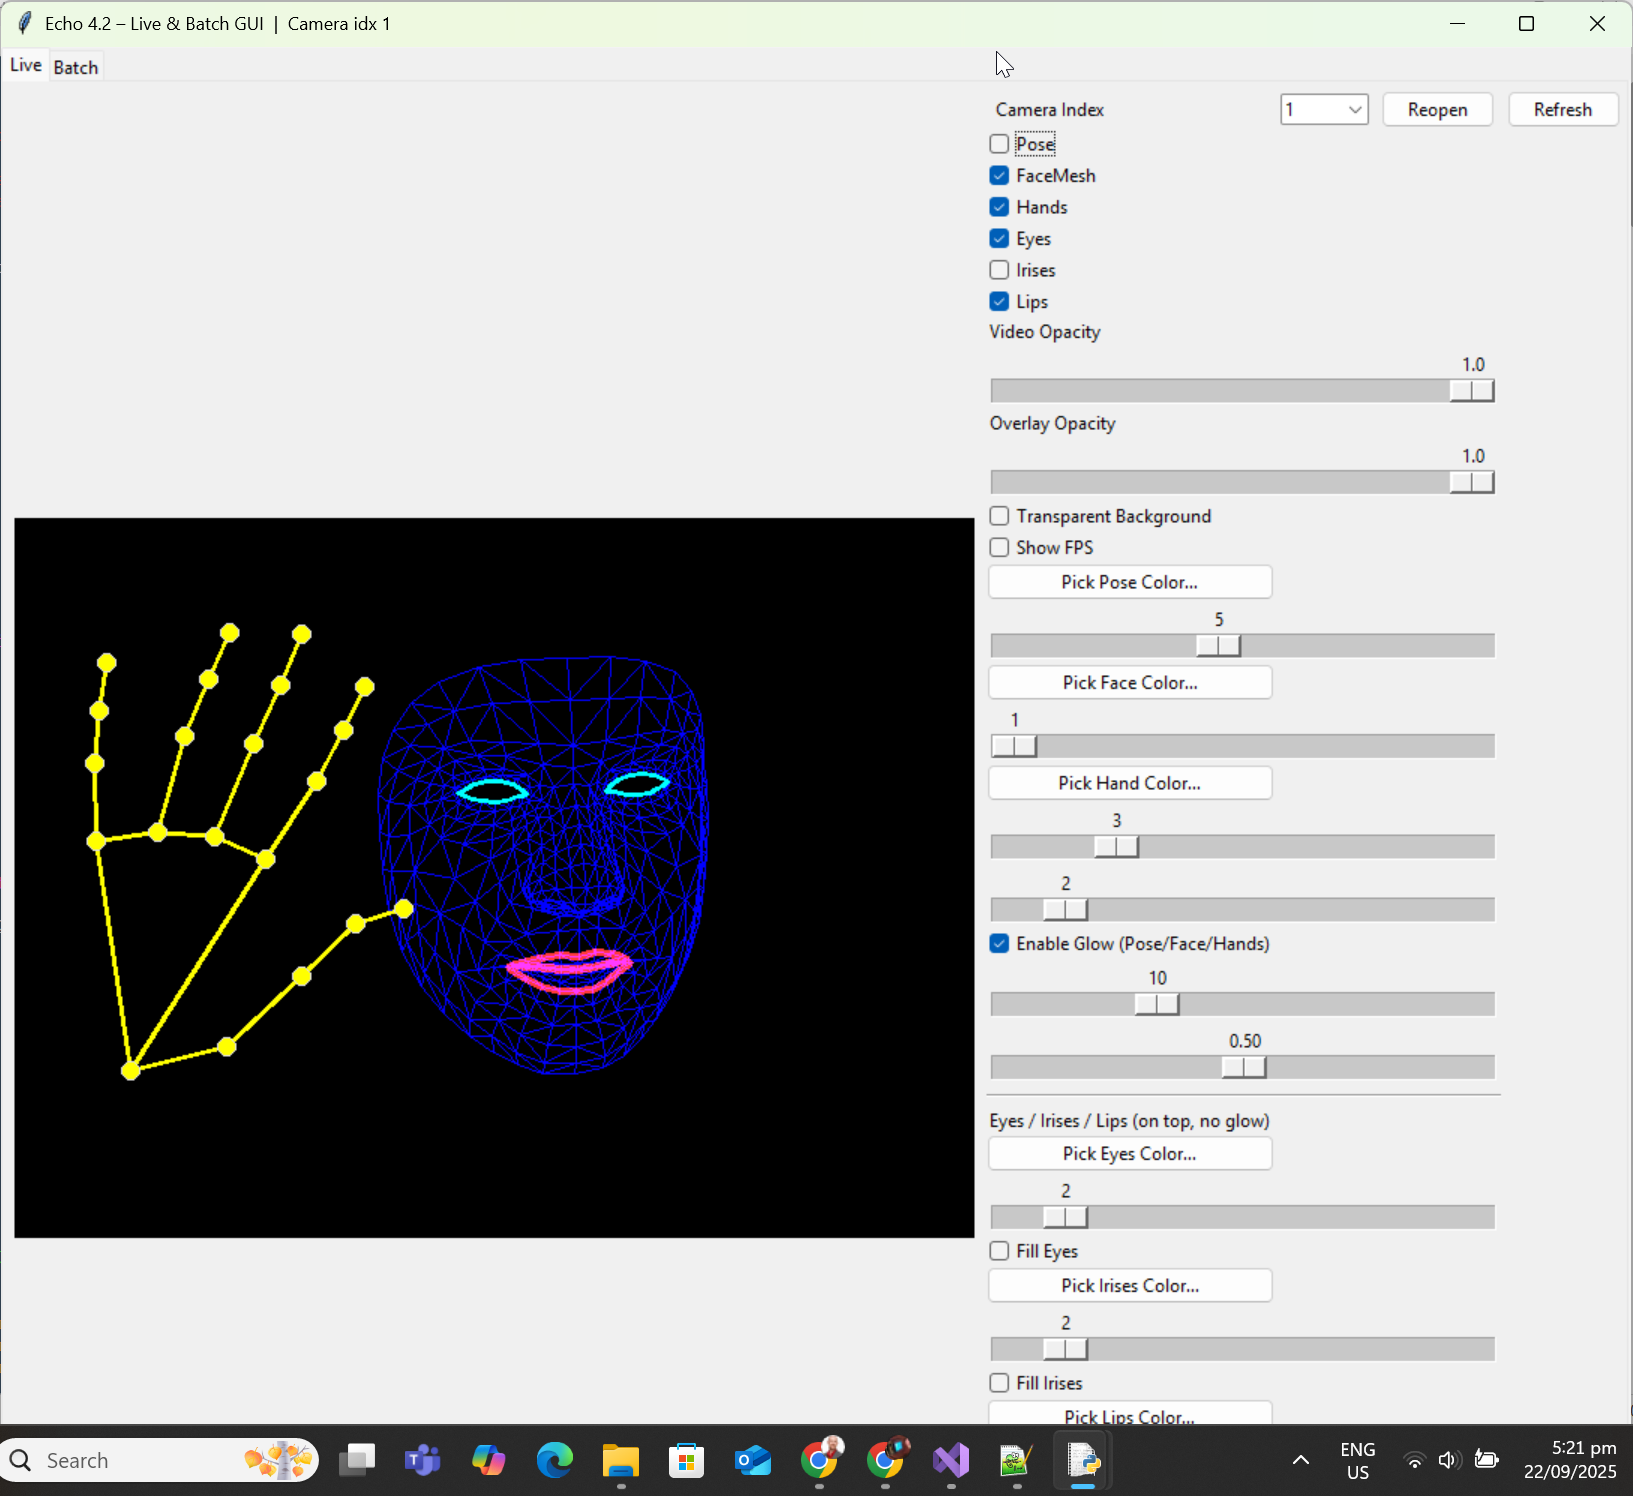 Echo 4.2 – Live & Batch GUI | Camera idx 1
Live Batch
Camera Index 1 Reopen Refresh
Pose
FaceMesh
Hands
Eyes
Irises
Lips
Video Opacity
1.0
Overlay Opacity
1.0
Transparent Background
Show FPS
Pick Pose Color...
5
Pick Face Color...
1
Pick Hand Color...
3
2
Enable Glow (Pose/Face/Hands)
10
0.50
Eyes / Irises / Lips (on top, no glow)
Pick Eyes Color...
2
Fill Eyes
Pick Irises Color...
2
Fill Irises
Pick Lips Color...
Search
ENG
US
5:21 pm
22/09/2025